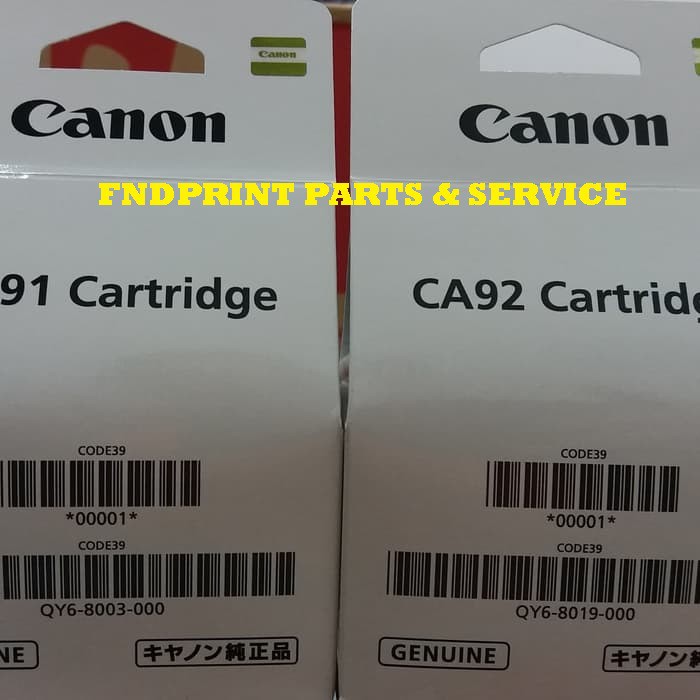 Canon
Canon
FNDPRINT PARTS & SERVICE
91 Cartridge
CODE39
*00001*
CODE39
QY6-8003-000
NE
キヤノン純正品
Canon
CA92 Cartridg
CODE39
*00001*
CODE39
QY6-8019-000
GENUINE
キヤノン純